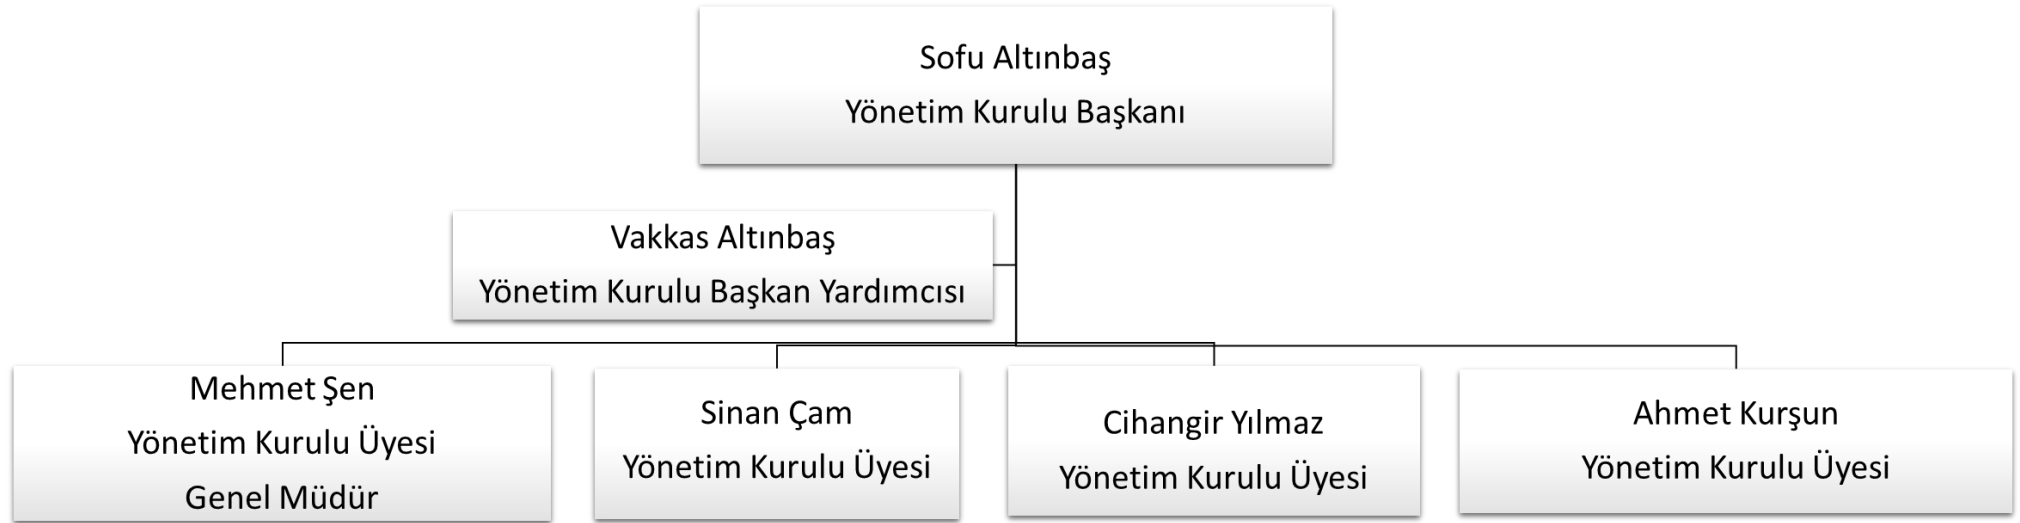 Sofu Altınbaş
Yönetim Kurulu Başkanı
Vakkas Altınbaş
Yönetim Kurulu Başkan Yardımcısı
Mehmet Şen
Yönetim Kurulu Üyesi
Genel Müdür
Sinan Çam
Yönetim Kurulu Üyesi
Cihangir Yılmaz
Yönetim Kurulu Üyesi
Ahmet Kurşun
Yönetim Kurulu Üyesi